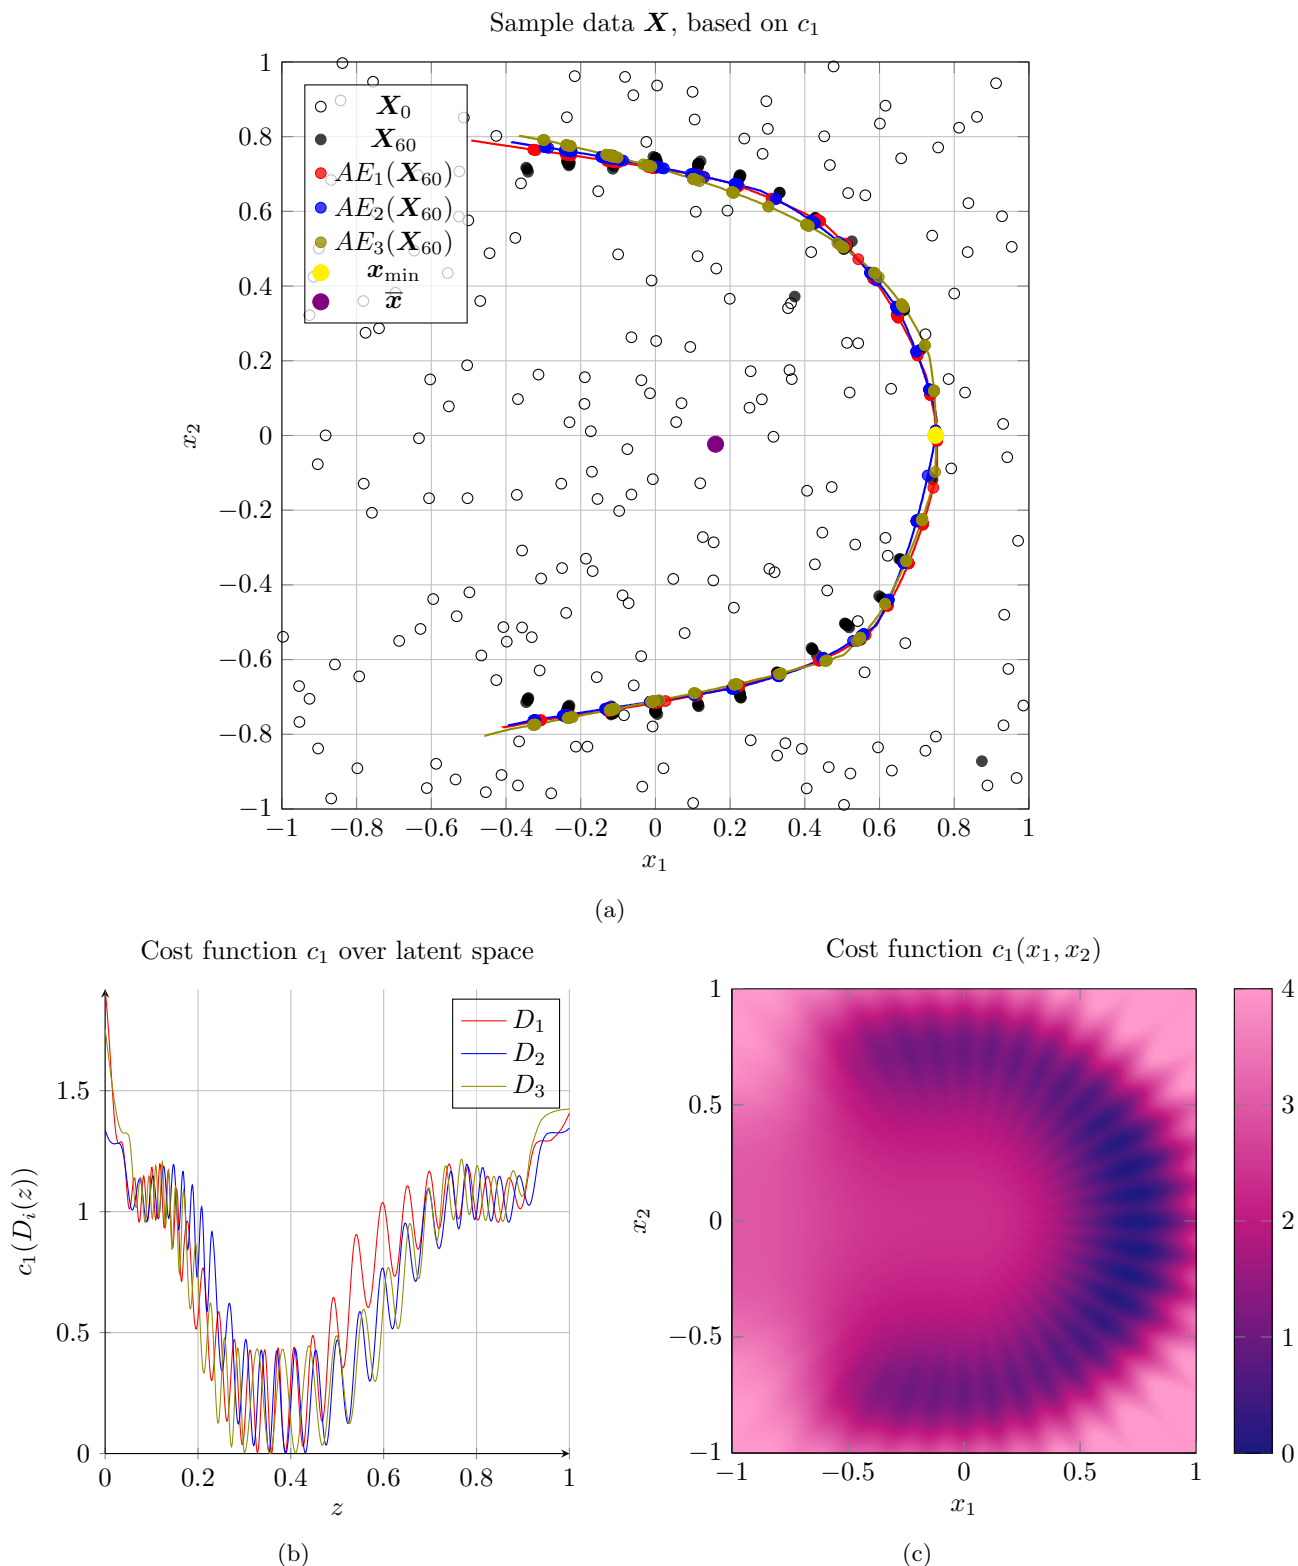 Sample data X, based on c₁
X₀
X₆₀
AE₁(X₆₀)
AE₂(X₆₀)
AE₃(X₆₀)
x_min
x̅
1
0.8
0.6
0.4
0.2
0
−0.2
−0.4
−0.6
−0.8
−1
x₂
−1 −0.8 −0.6 −0.4 −0.2 0 0.2 0.4 0.6 0.8 1
x₁
(a)
Cost function c₁ over latent space
D₁
D₂
D₃
1.5
1
0.5
0
c₁(Dᵢ(z))
0 0.2 0.4 0.6 0.8 1
z
(b)
Cost function c₁(x₁, x₂)
1
0.5
0
−0.5
−1
x₂
−1 −0.5 0 0.5 1
x₁
4
3
2
1
0
(c)